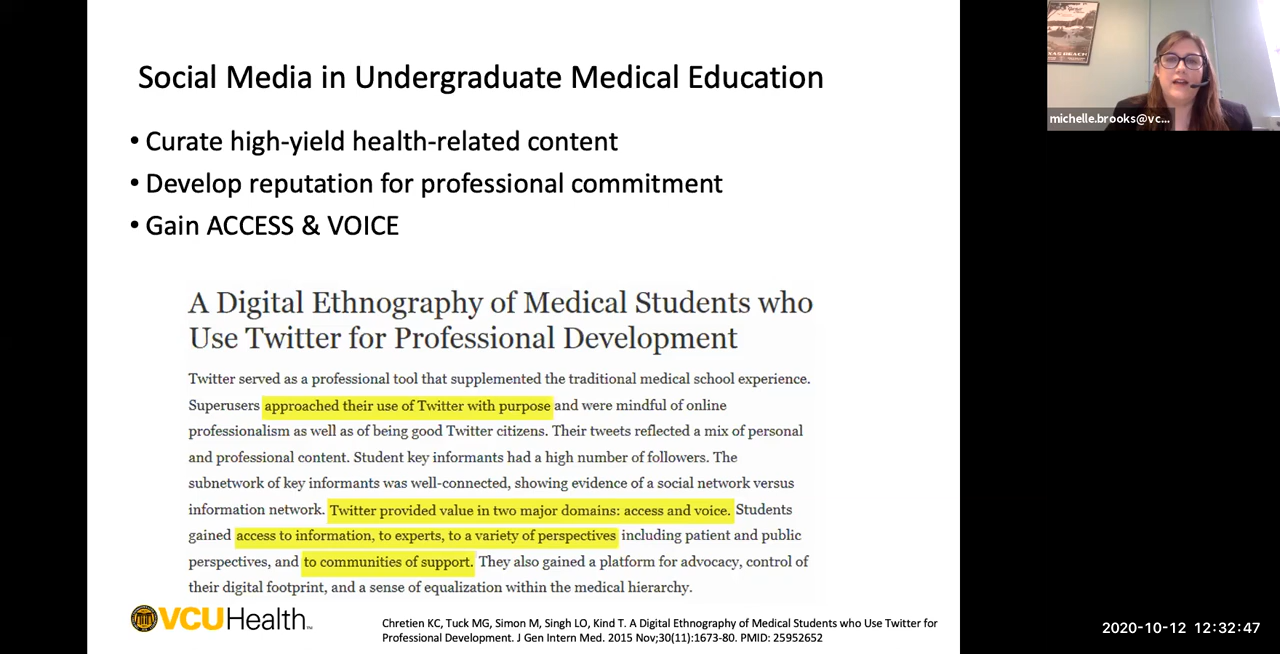 Social Media in Undergraduate Medical Education
• Curate high-yield health-related content
• Develop reputation for professional commitment
• Gain ACCESS & VOICE
A Digital Ethnography of Medical Students who
Use Twitter for Professional Development
Twitter served as a professional tool that supplemented the traditional medical school experience.
Superusers approached their use of Twitter with purpose and were mindful of online
professionalism as well as of being good Twitter citizens. Their tweets reflected a mix of personal
and professional content. Student key informants had a high number of followers. The
subnetwork of key informants was well-connected, showing evidence of a social network versus
information network. Twitter provided value in two major domains: access and voice. Students
gained access to information, to experts, to a variety of perspectives including patient and public
perspectives, and to communities of support. They also gained a platform for advocacy, control of
their digital footprint, and a sense of equalization within the medical hierarchy.
VCUHealth™
Chretien KC, Tuck MG, Simon M, Singh LO, Kind T. A Digital Ethnography of Medical Students who Use Twitter for
Professional Development. J Gen Intern Med. 2015 Nov;30(11):1673-80. PMID: 25952652
michelle.brooks@vc...
2020-10-12 12:32:47